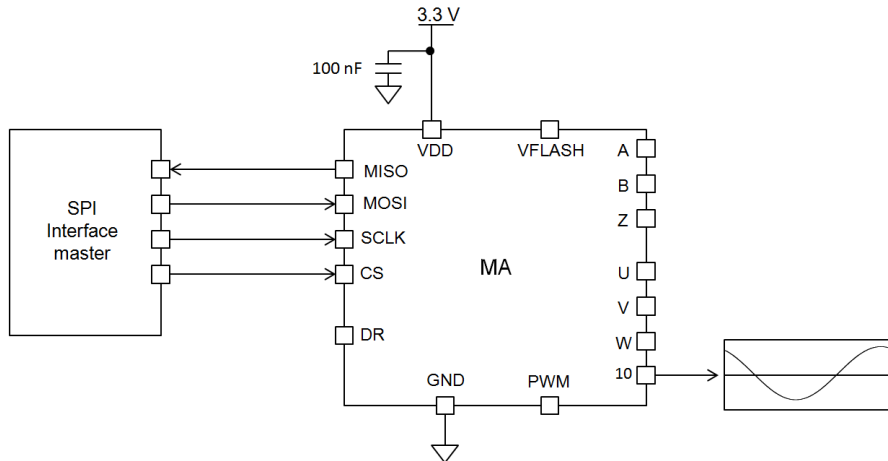 3.3 V
100 nF
VDD
VFLASH
A
MISO
B
MOSI
SPI
Interface
master
Z
SCLK
MA
CS
U
V
DR
W
10
GND
PWM